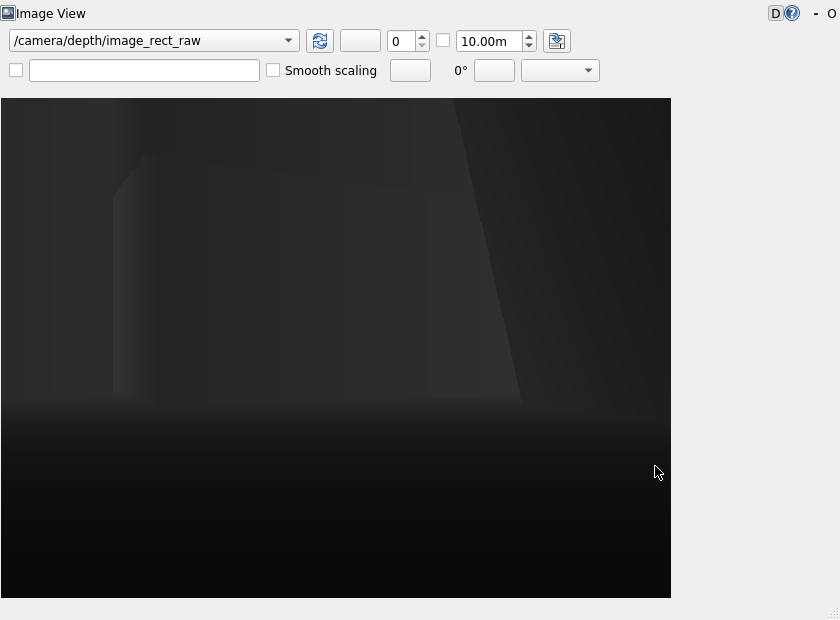 Image View
D ? - O
/camera/depth/image_rect_raw
0
10.00m
Smooth scaling
0°